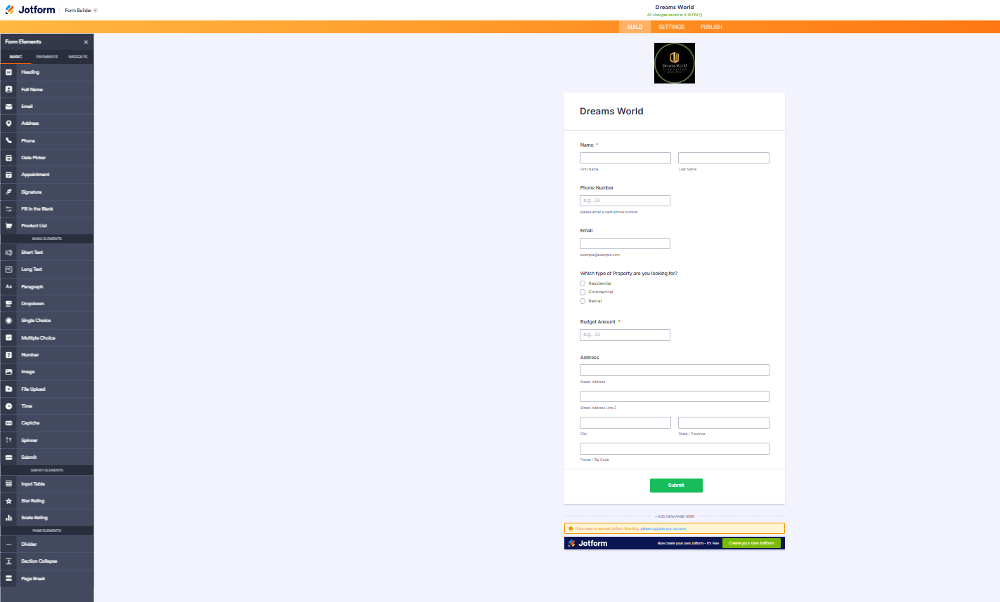 Jotform
Form Builder
Dreams World
All changes saved at 4:18 PM
BUILD
SETTINGS
PUBLISH
Form Elements
BASIC
PAYMENTS
WIDGETS
Heading
Full Name
Email
Address
Phone
Date Picker
Appointment
Signature
Fill in the Blank
Product List
BASIC ELEMENTS
Short Text
Long Text
Paragraph
Dropdown
Single Choice
Multiple Choice
Number
Image
File Upload
Time
Captcha
Spinner
Submit
SURVEY ELEMENTS
Input Table
Star Rating
Scale Rating
PAGE ELEMENTS
Divider
Section Collapse
Page Break
Dreams World
Dreams World
Name *
First Name
Last Name
Phone Number
e.g., 23
please enter a valid phone number
Email
example@example.com
Which type of Property are you looking for?
Residential
Commercial
Rental
Budget Amount *
e.g., 23
Address
Street Address
Street Address Line 2
City
State / Province
Postal / Zip Code
Submit
+ ADD NEW PAGE HERE
If you want to remove Jotform Branding, please upgrade your account
Jotform
Now create your own Jotform - It's Free
Create your own Jotform